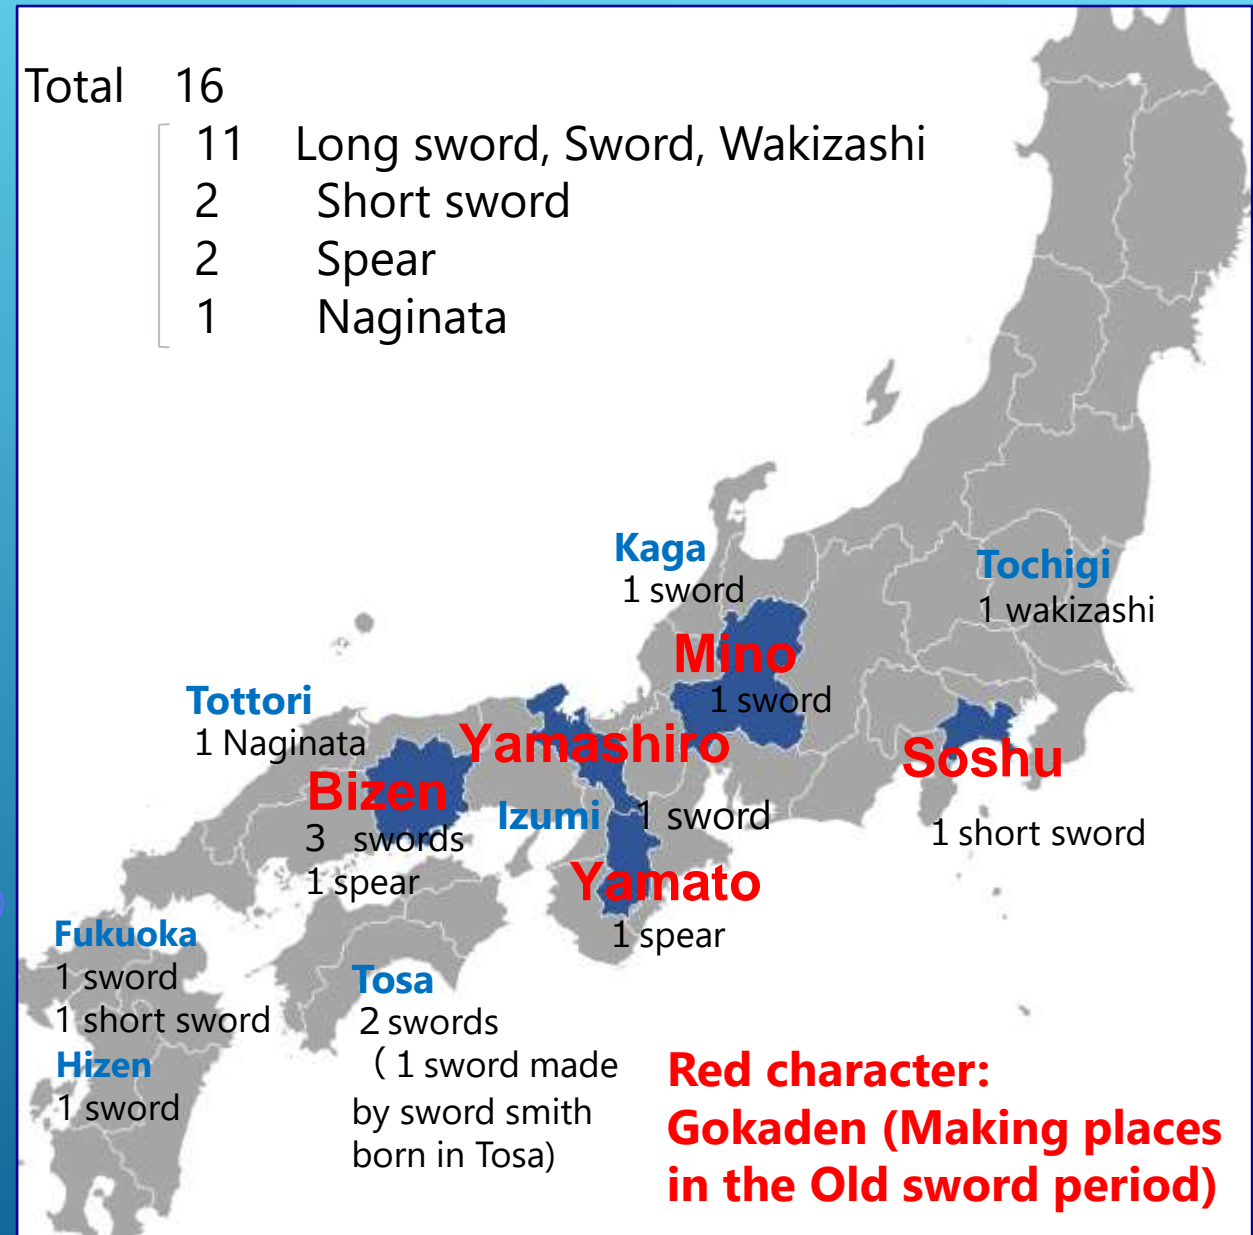 Total 16
11 Long sword, Sword, Wakizashi
2 Short sword
2 Spear
1 Naginata
Kaga
1 sword
Tochigi
1 wakizashi
Mino
1 sword
Tottori
1 Naginata
Yamashiro
Soshu
1 short sword
Bizen
3 swords
1 spear
Izumi 1 sword
Yamato
1 spear
Fukuoka
1 sword
1 short sword
Hizen
1 sword
Tosa
2 swords
(1 sword made
by sword smith
born in Tosa)
Red character:
Gokaden (Making places
in the Old sword period)